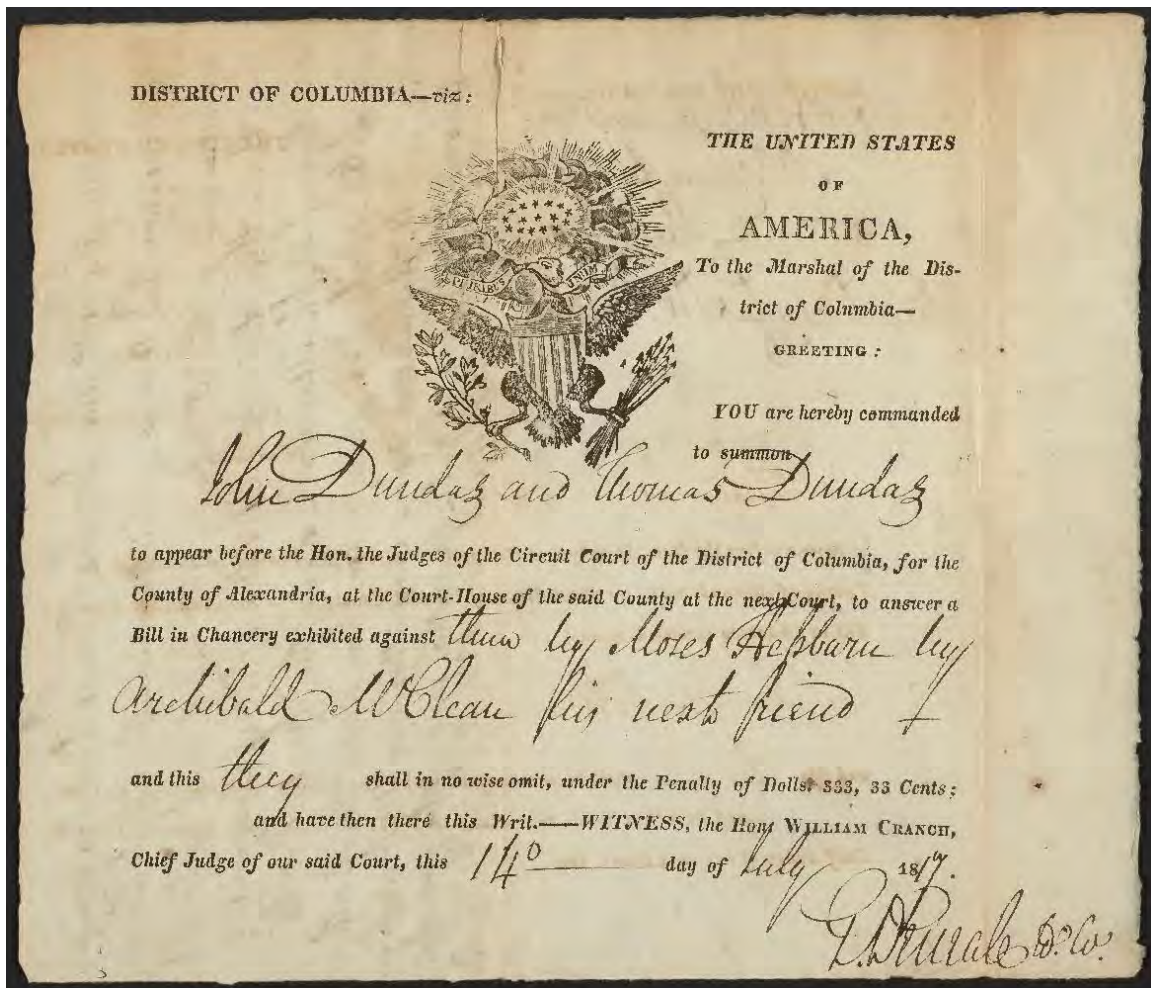 DISTRICT OF COLUMBIA—viz:
THE UNITED STATES
OF
AMERICA,
To the Marshal of the Dis-
trict of Columbia—
GREETING:
E PLURIBUS UNUM
YOU are hereby commanded
to summon
John Dundas and Thomas Dundas
to appear before the Hon. the Judges of the Circuit Court of the District of Columbia, for the
County of Alexandria, at the Court-House of the said County at the next Court, to answer a
Bill in Chancery exhibited against them by Moses Hepburn by
Archibald McClean his next friend
and this they shall in no wise omit, under the Penalty of Dolls. 333, 33 Cents;
and have then there this Writ.—WITNESS, the Hon. WILLIAM CRANCH,
Chief Judge of our said Court, this 14th day of July 1817.